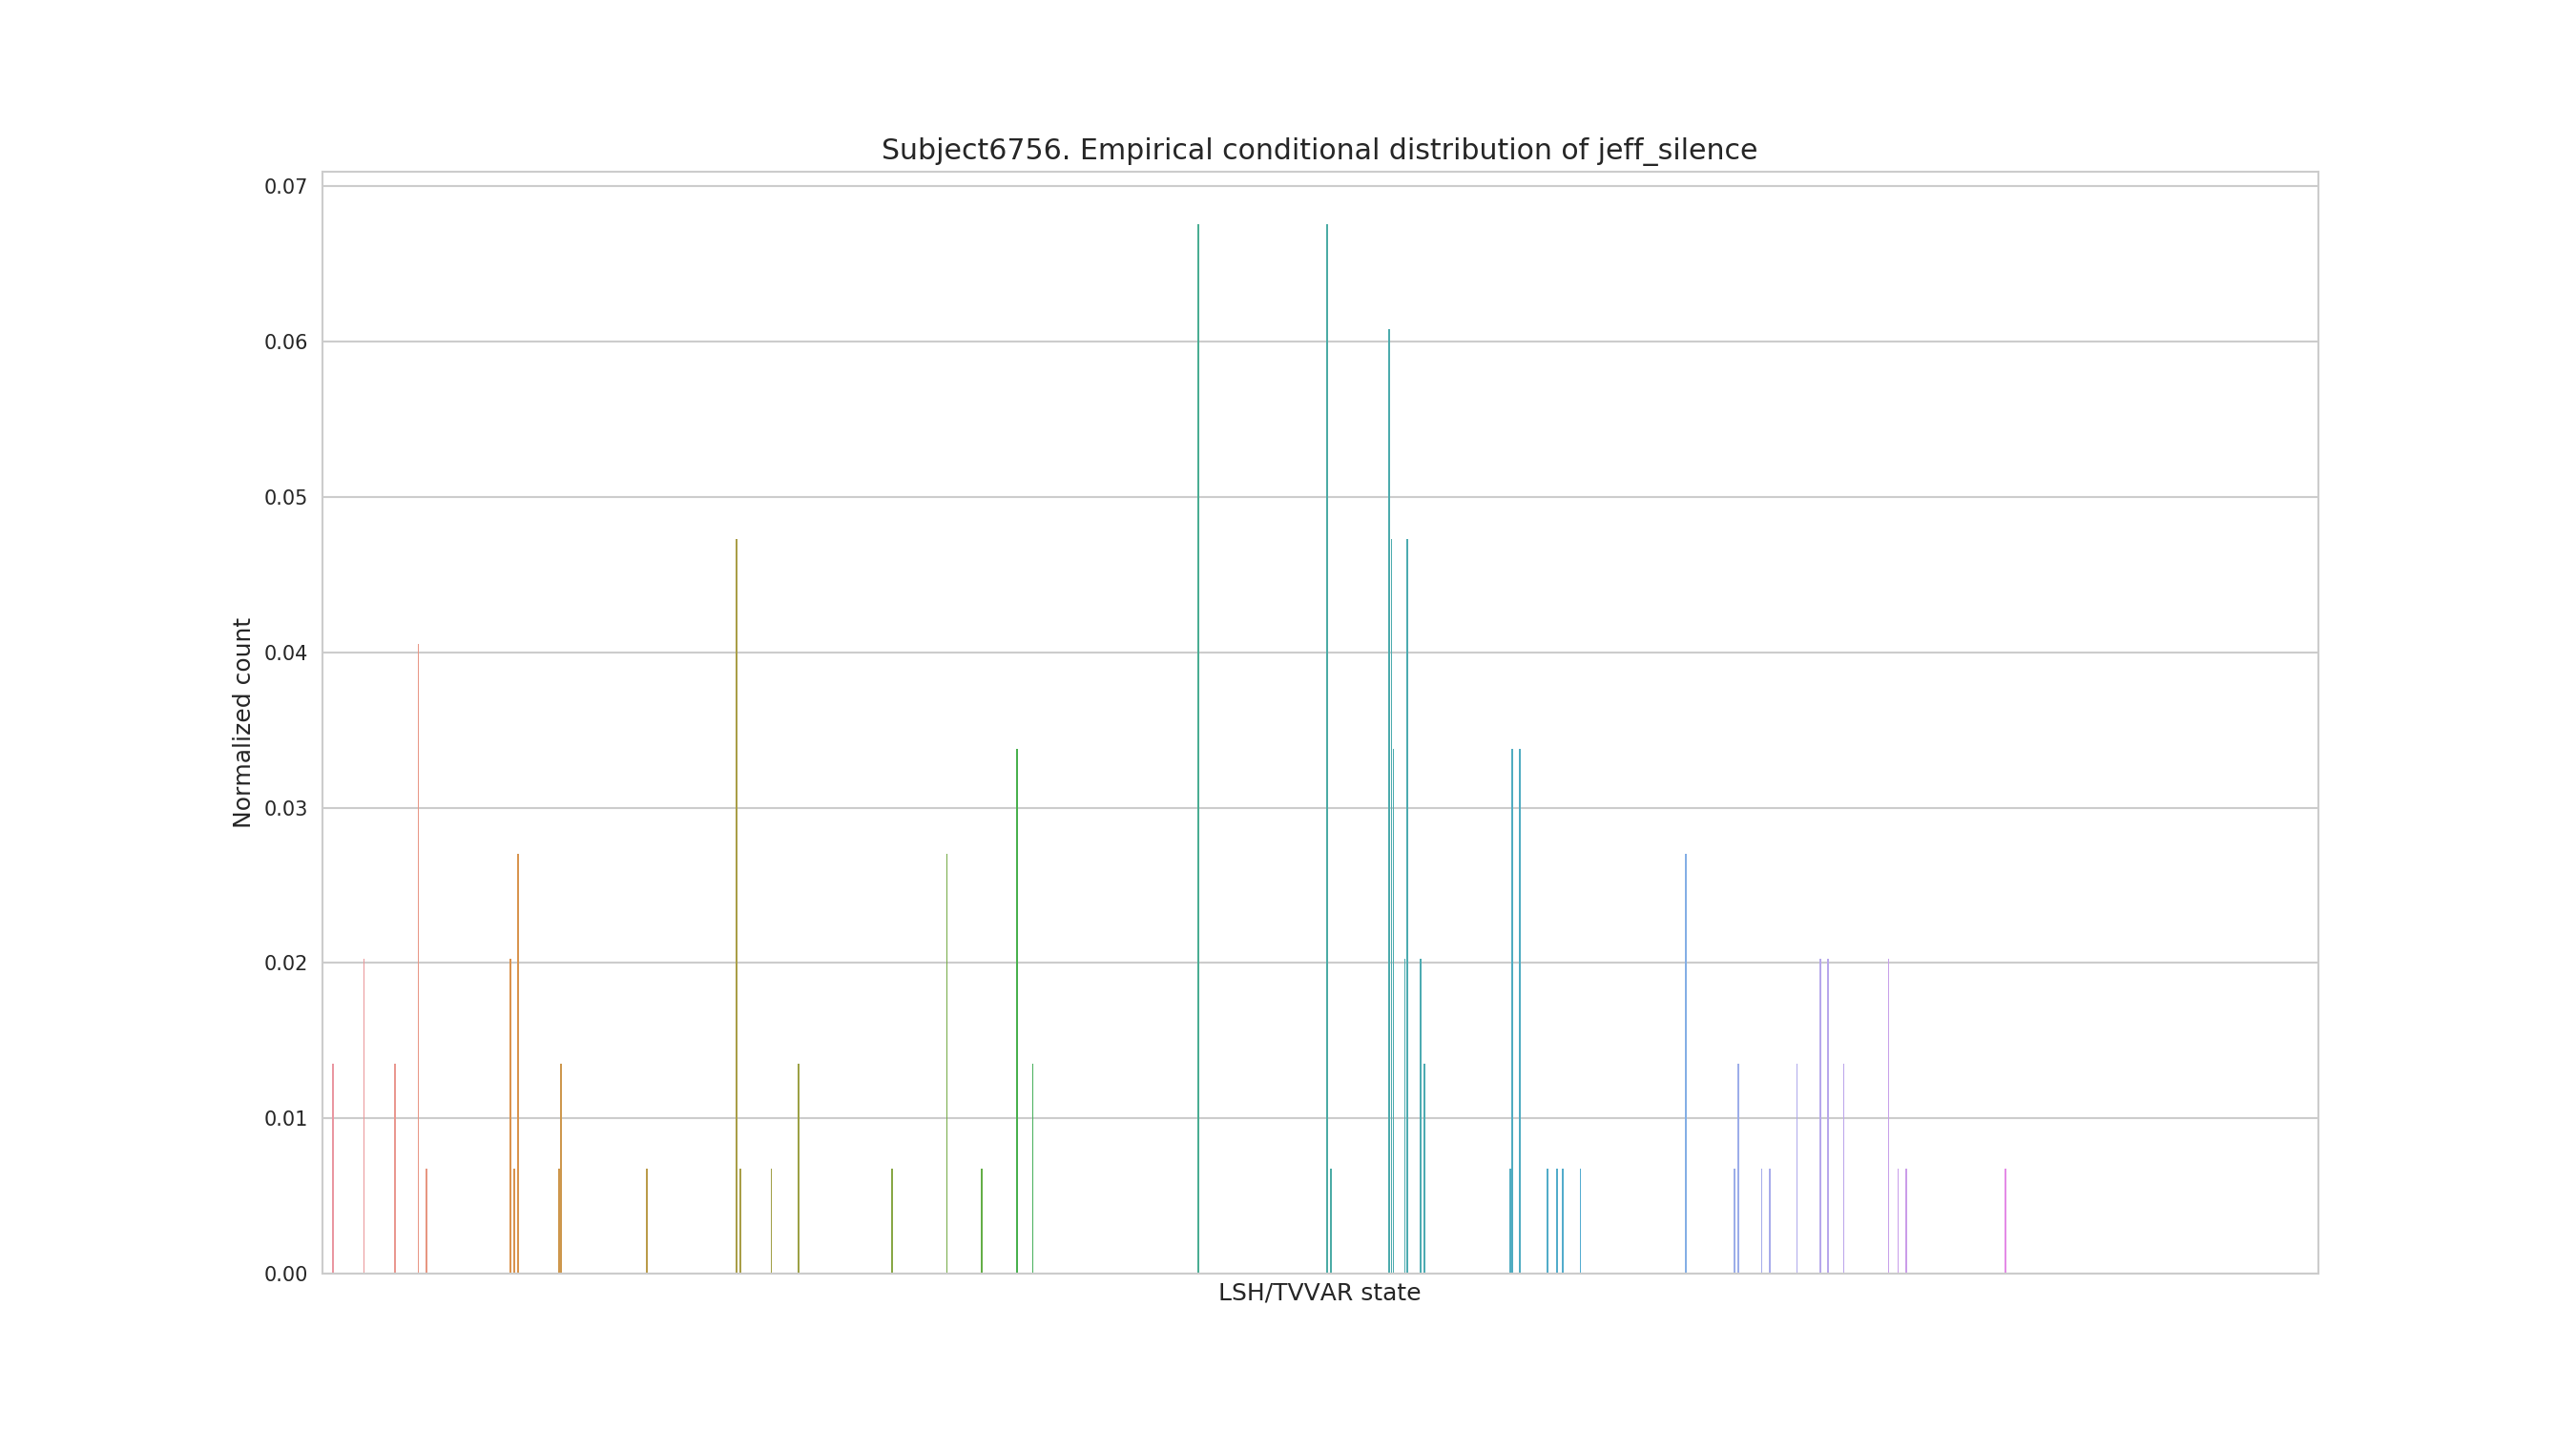 Subject6756. Empirical conditional distribution of jeff_silence
0.07
0.06
0.05
0.04
0.03
0.02
0.01
0.00
Normalized count
LSH/TVVAR state